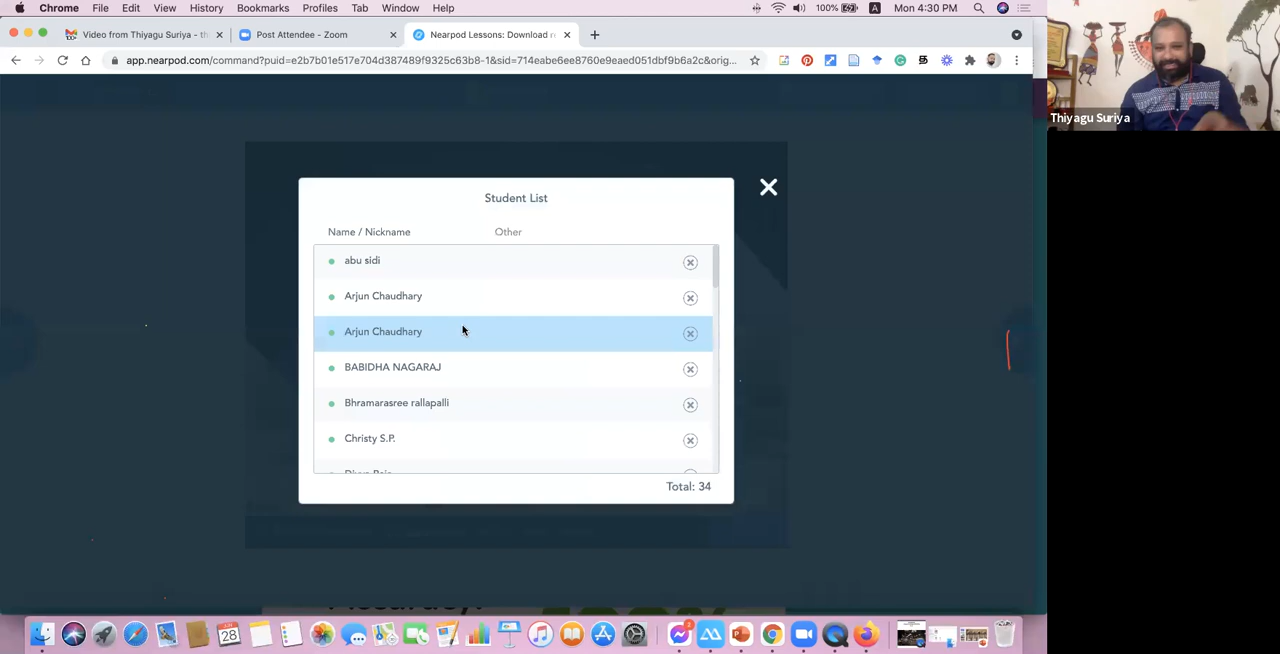 Chrome File Edit View History Bookmarks Profiles Tab Window Help 100% A Mon 4:30 PM
Video from Thiyagu Suriya - th
Post Attendee - Zoom
Nearpod Lessons: Download r
app.nearpod.com/command?puid=e2b7b01e517e704d387489f512c5c63b8-1&sid=714eabe6ee8760e9eaed051dbf9b6a2c&orig...
Thiyagu Suriya
Student List
Name / Nickname Other
abu sidi
Arjun Chaudhary
Arjun Chaudhary
BABIDHA NAGARAJ
Bhramarasree rallapalli
Christy S.P.
Total: 34
28
2